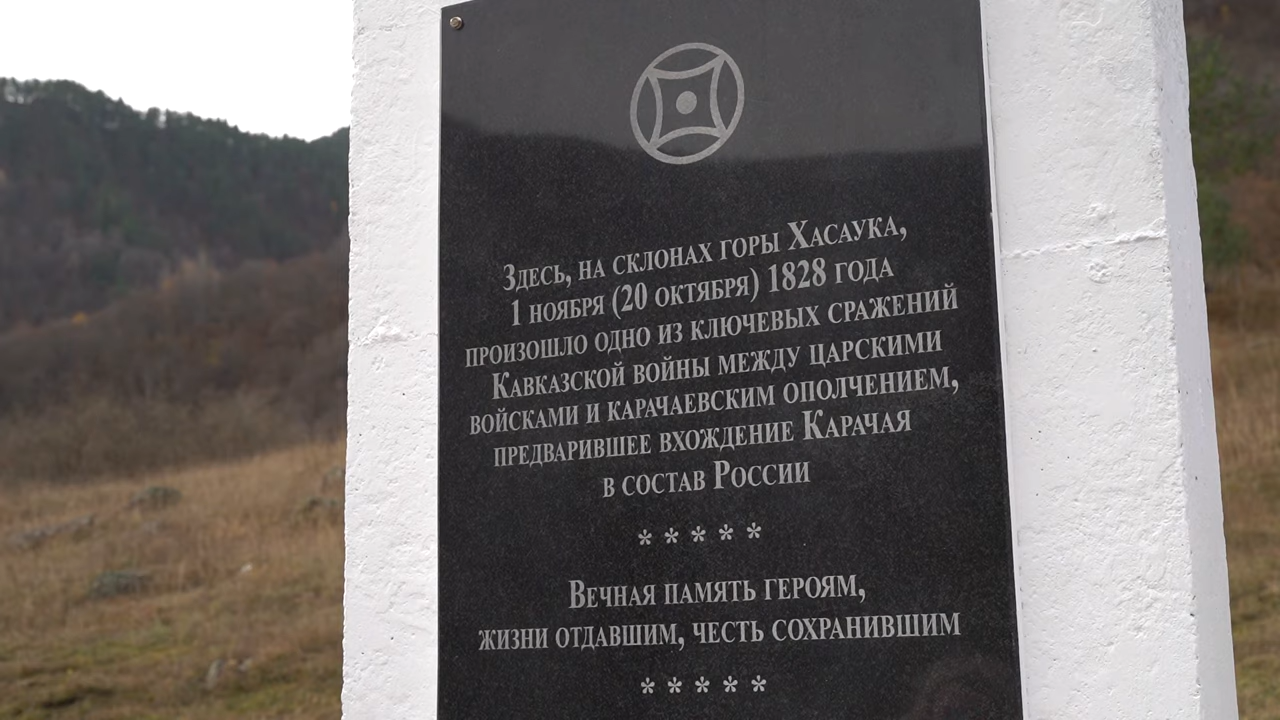 Здесь, на склонах горы Хасаука,
1 ноября (20 октября) 1828 года
произошло одно из ключевых сражений
Кавказской войны между царскими
войсками и карачаевским ополчением,
предварившее вхождение Карачая
в состав России
* * * * *
Вечная память героям,
жизни отдавшим, честь сохранившим
* * * * *